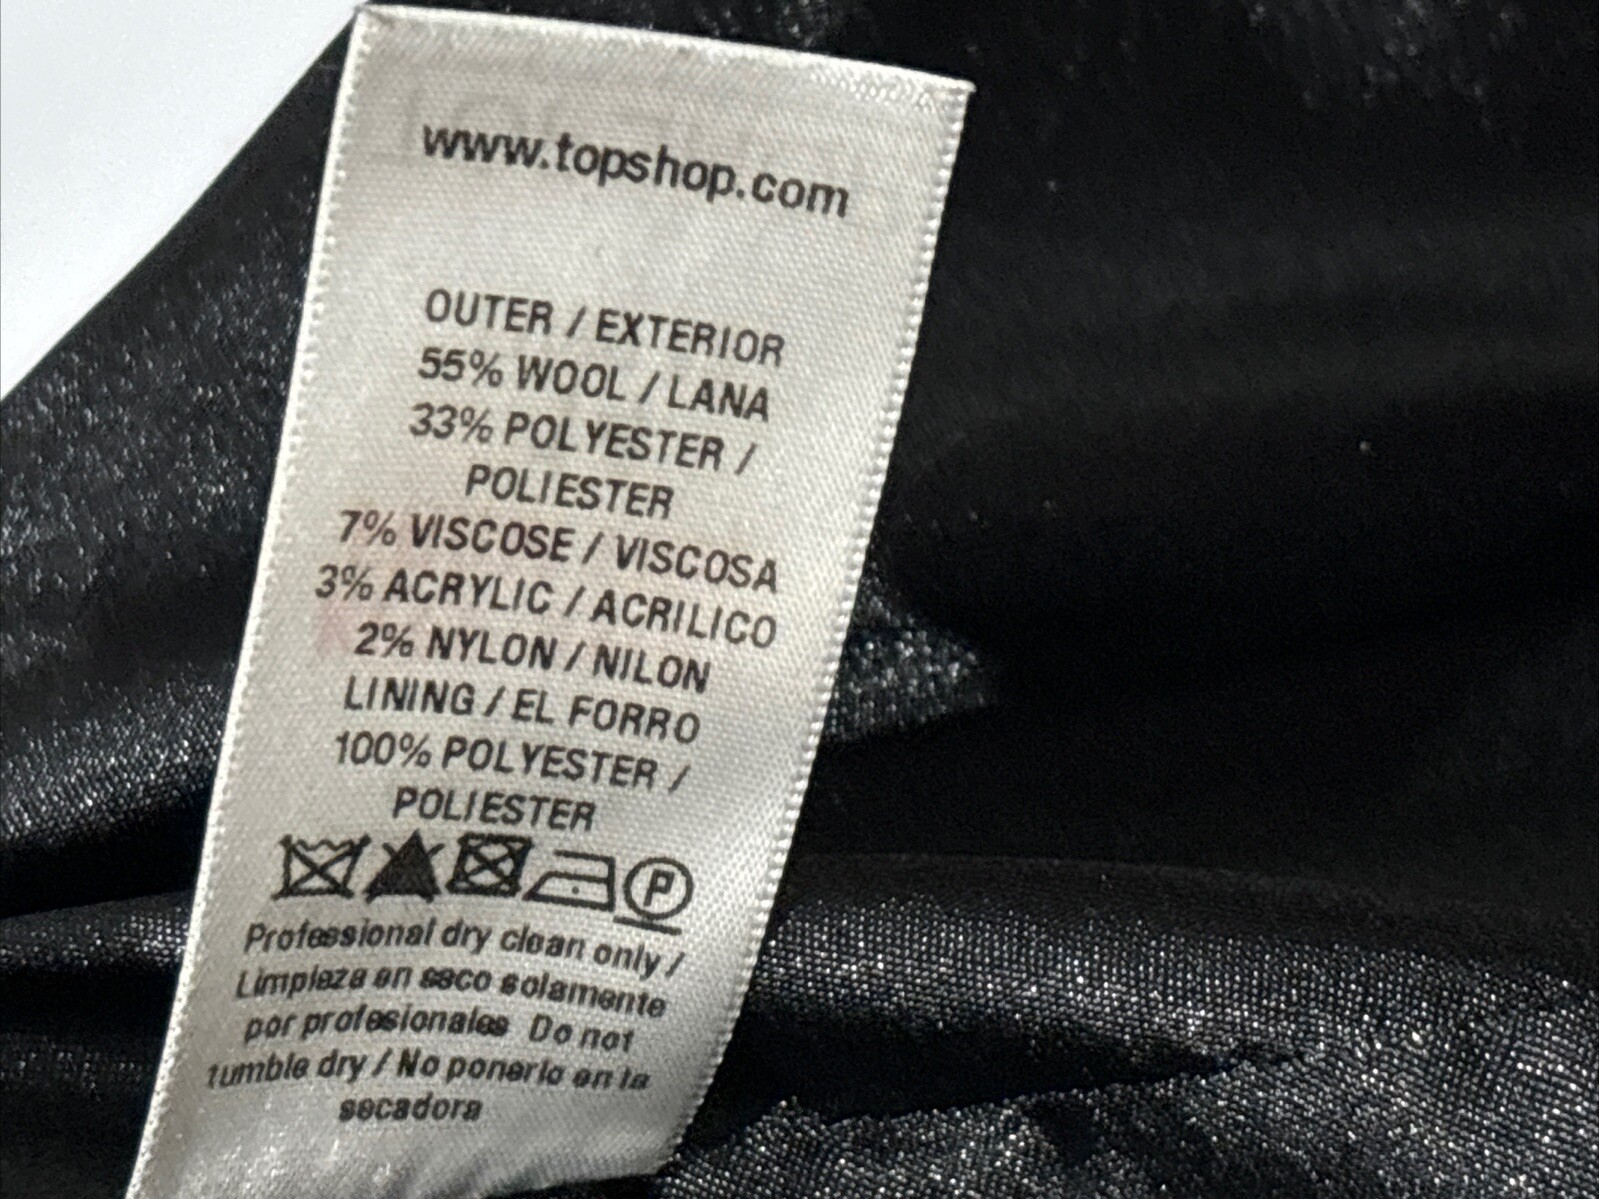 www.topshop.com
OUTER / EXTERIOR
55% WOOL / LANA
33% POLYESTER /
POLIESTER
7% VISCOSE / VISCOSA
3% ACRYLIC / ACRILICO
2% NYLON / NILON
LINING / EL FORRO
100% POLYESTER /
POLIESTER
P
Professional dry clean only /
Limpieza en seco solamente
por profesionales Do not
tumble dry / No ponerlo en la
secadora